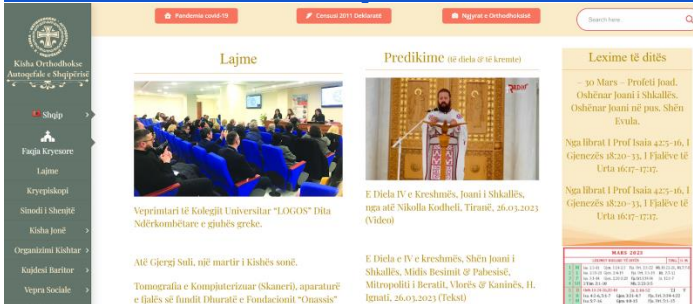 Pandemia covid-19
Censusi 2011 Deklaratë
Ngjyrat e Orthodhoksisë
Search here
Kisha Orthodhokse
Autoqefale e Shqipërisë
Shqip
Faqja Kryesore
Lajme
Kryepiskopi
Sinodi i Shenjtë
Kisha Jonë
Organizimi Kishtar
Kujdesi Baritor
Vepra Sociale
Lajme
Veprimtari të Kolegjit Universitar “LOGOS” Dita
Ndërkombëtare e gjuhës greke.
Atë Gjergj Suli, një martir i Kishës sonë.
Tomografia e Kompjuterizuar (Skaneri), aparaturë
e fjalës së fundit Dhuratë e Fondacionit “Onassis”
Predikime (të diela & të kremte)
E Diela IV e Kreshmës, Joani i Shkallës,
nga atë Nikolla Kodheli, Tiranë, 26.03.2023
(Video)
E Diela e IV e kreshmës, Shën Joani i
Shkallës, Midis Besimit & Pabesisë,
Mitropoliti i Beratit, Vlorës & Kaninës, H.
Ignati, 26.03.2023 (Tekst)
Lexime të ditës
– 30 Mars – Profeti Joad,
Oshënar Joani i Shkallës.
Oshënar Joani në pus. Shën
Evula.
Nga librat I Prof Isaia 42:5-16, I
Gjenezës 18:20-33, I Fjalëve të
Urta 16:17-17:17.
Nga librat I Prof Isaia 42:5-16, I
Gjenezës 18:20-33, I Fjalëve të
Urta 16:17-17:17.
MARS 2023